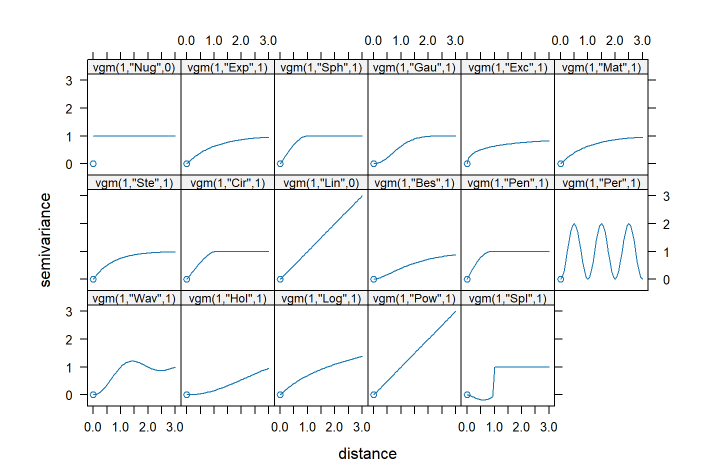 0.0 1.0 2.0 3.0 0.0 1.0 2.0 3.0 0.0 1.0 2.0 3.0
vgm(1,"Nug",0) vgm(1,"Exp",1) vgm(1,"Sph",1) vgm(1,"Gau",1) vgm(1,"Exc",1) vgm(1,"Mat",1)
3
2
1
0
vgm(1,"Ste",1) vgm(1,"Cir",1) vgm(1,"Lin",0) vgm(1,"Bes",1) vgm(1,"Pen",1) vgm(1,"Per",1)
3
2
1
0
semivariance
vgm(1,"Wav",1) vgm(1,"Hol",1) vgm(1,"Log",1) vgm(1,"Pow",1) vgm(1,"Spl",1)
3
2
1
0
0.0 1.0 2.0 3.0 0.0 1.0 2.0 3.0 0.0 1.0 2.0 3.0
distance